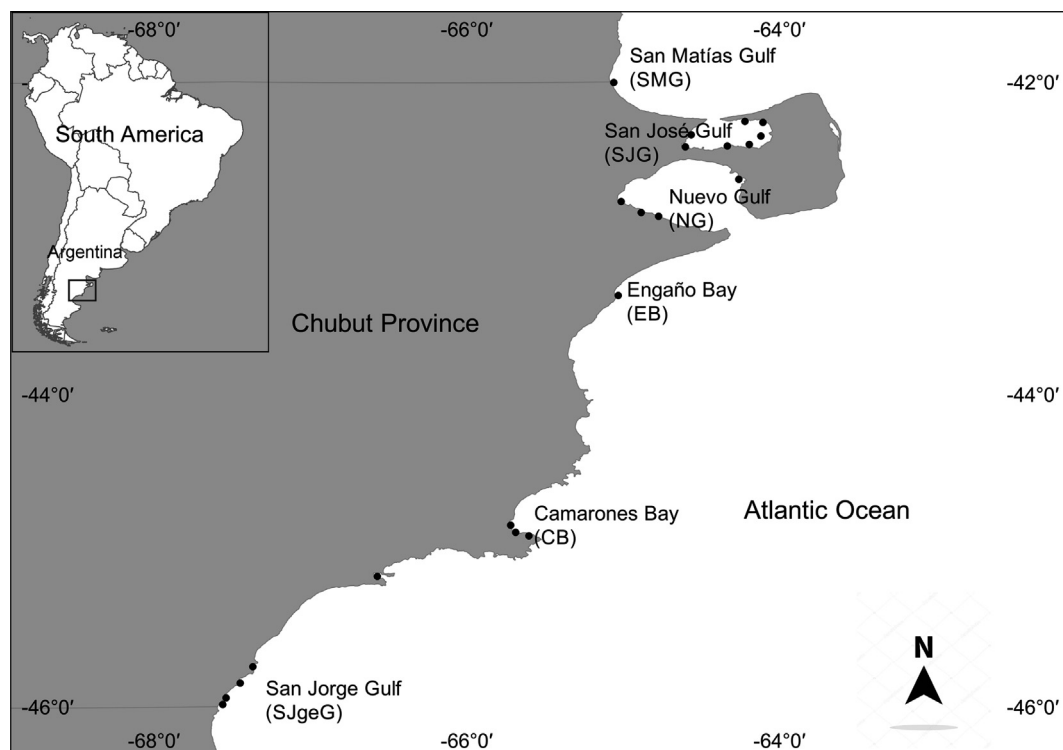 -68°0′
-66°0′
-64°0′
San Matías Gulf
(SMG)
-42°0′
South America
San José Gulf
(SJG)
Nuevo Gulf
(NG)
Argentina
Engaño Bay
(EB)
Chubut Province
-44°0′
-44°0′
Camarones Bay
(CB)
Atlantic Ocean
N
San Jorge Gulf
(SJgeG)
-46°0′
-46°0′
-68°0′
-66°0′
-64°0′